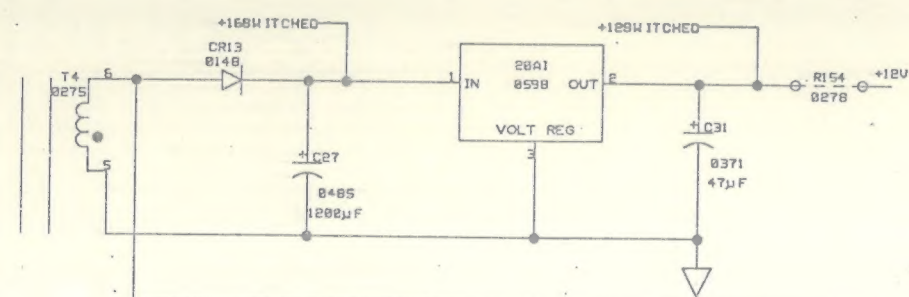 +16SWITCHED
+12SWITCHED
CR13
0148
T4
0275
6
5
1
IN
20A1
0598
OUT
2
VOLT REG
3
R154
0278
+12V
+
C27
0485
1200µF
+
C31
0371
47µF